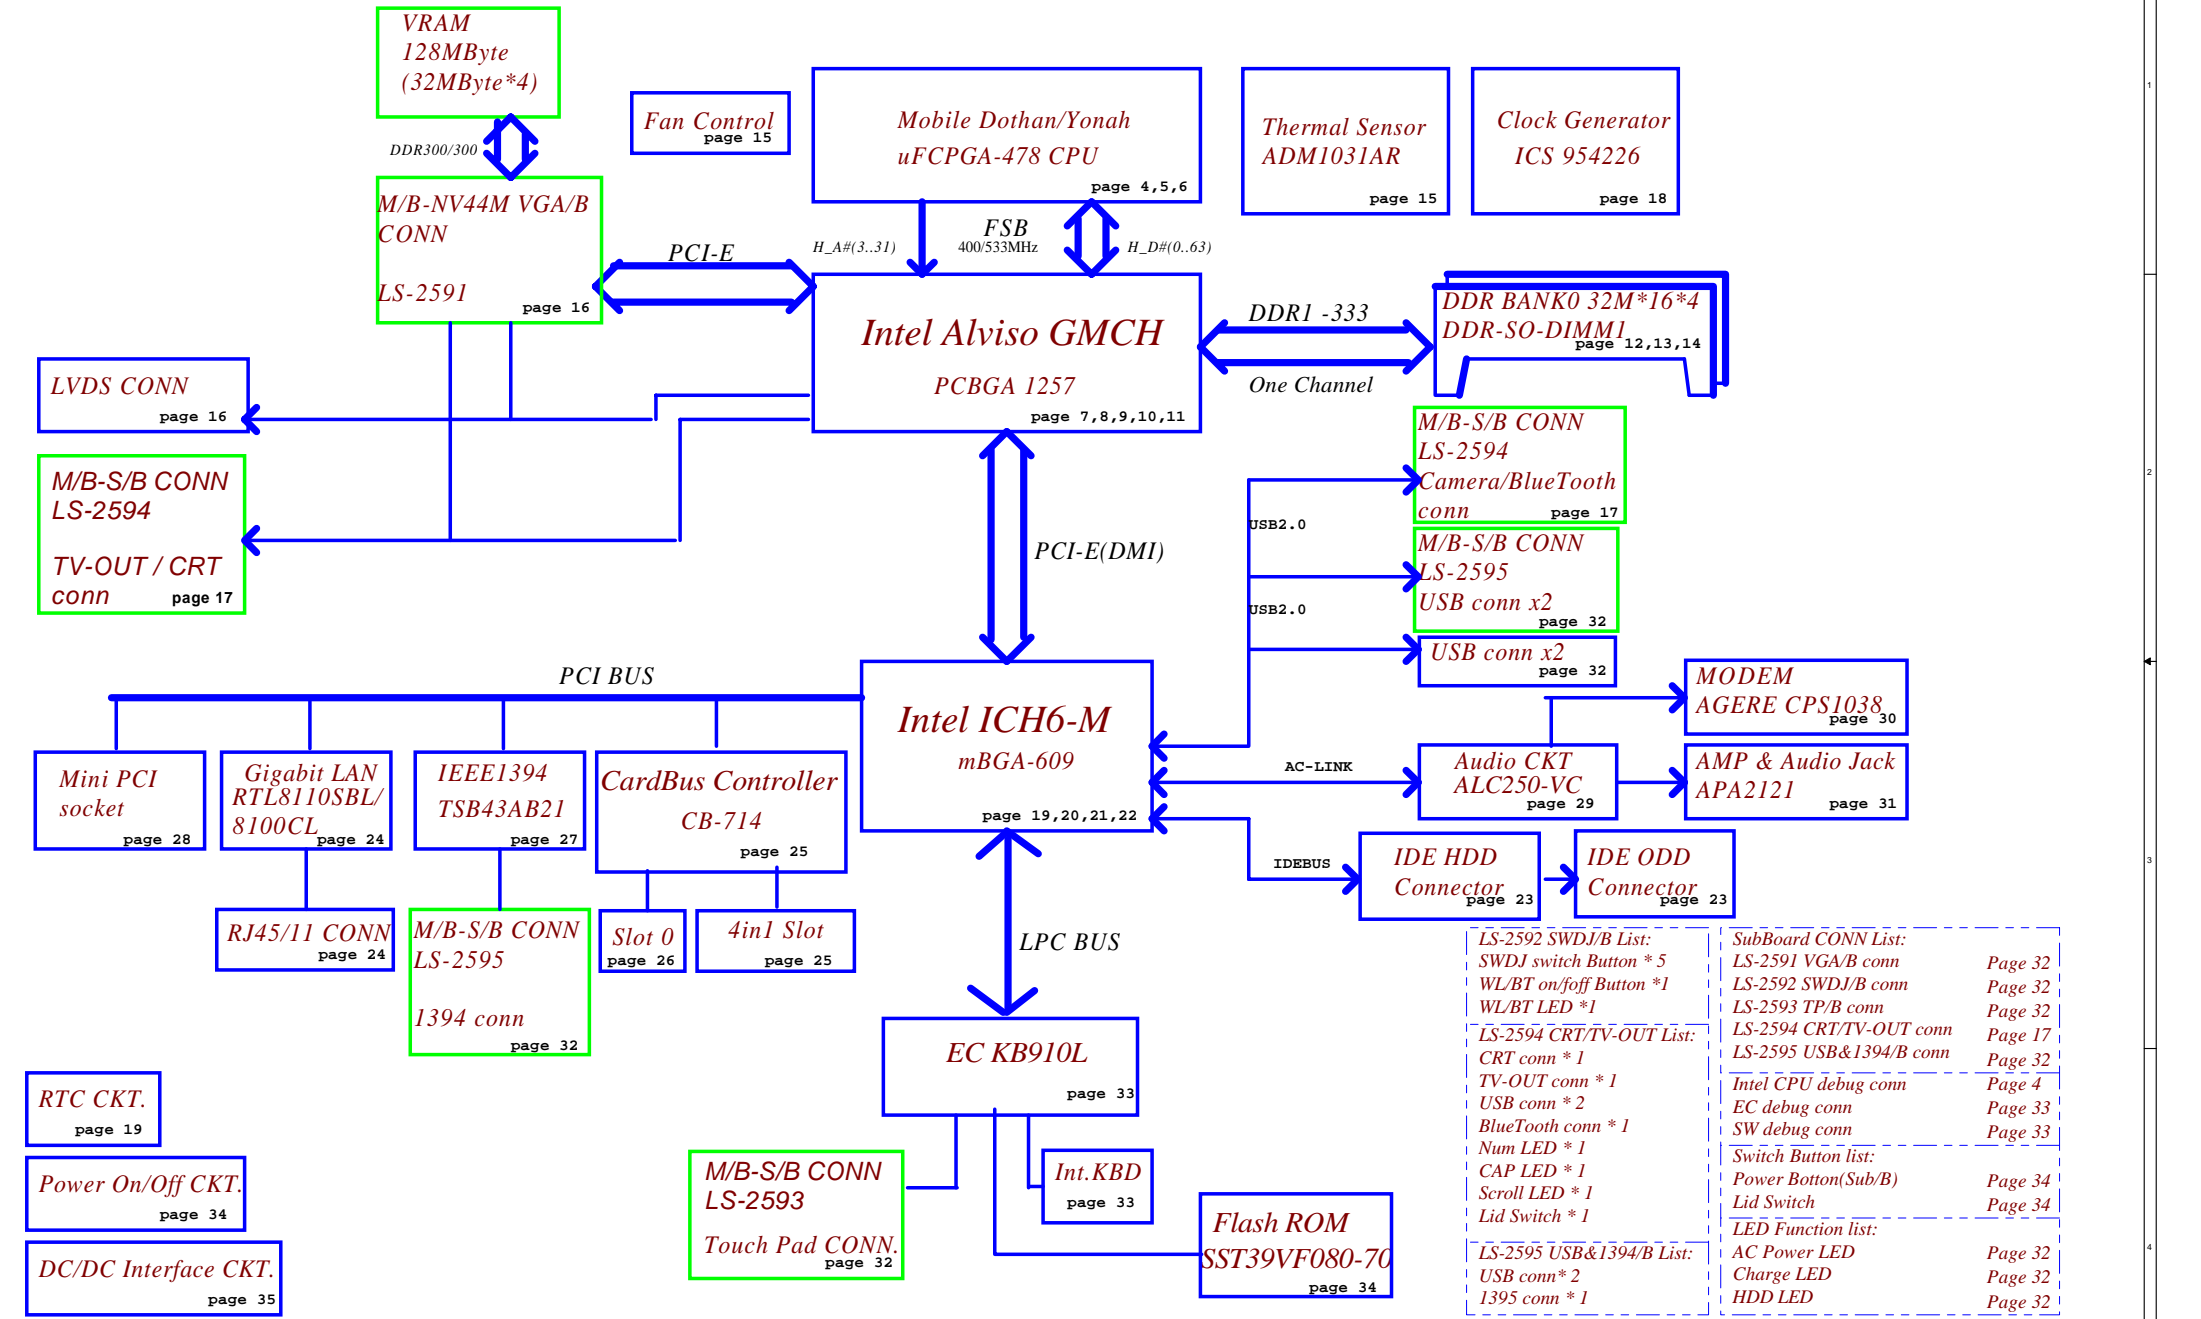 VRAM
128MByte
(32MByte*4)
DDR300/300
Fan Control
page 15
Mobile Dothan/Yonah
uFCPGA-478 CPU
page 4,5,6
Thermal Sensor
ADM1031AR
page 15
Clock Generator
ICS 954226
page 18
M/B-NV44M VGA/B
CONN
LS-2591
page 16
PCI-E
H_A#(3..31)
FSB
400/533MHz
H_D#(0..63)
Intel Alviso GMCH
PCBGA 1257
page 7,8,9,10,11
DDR1 -333
One Channel
DDR BANK0 32M*16*4
DDR-SO-DIMM1
page 12,13,14
LVDS CONN
page 16
M/B-S/B CONN
LS-2594
TV-OUT / CRT
conn
page 17
PCI-E(DMI)
M/B-S/B CONN
LS-2594
Camera/BlueTooth
conn
page 17
USB2.0
M/B-S/B CONN
LS-2595
USB conn x2
page 32
USB2.0
USB conn x2
page 32
PCI BUS
Intel ICH6-M
mBGA-609
page 19,20,21,22
MODEM
AGERE CPS1038
page 30
AC-LINK
Audio CKT
ALC250-VC
page 29
AMP & Audio Jack
APA2121
page 31
IDEBUS
IDE HDD
Connector
page 23
IDE ODD
Connector
page 23
Mini PCI
socket
page 28
Gigabit LAN
RTL8110SBL/
8100CL
page 24
IEEE1394
TSB43AB21
page 27
CardBus Controller
CB-714
page 25
RJ45/11 CONN
page 24
M/B-S/B CONN
LS-2595
1394 conn
page 32
Slot 0
page 26
4in1 Slot
page 25
LPC BUS
EC KB910L
page 33
M/B-S/B CONN
LS-2593
Touch Pad CONN.
page 32
Int.KBD
page 33
Flash ROM
SST39VF080-70
page 34
RTC CKT.
page 19
Power On/Off CKT.
page 34
DC/DC Interface CKT.
page 35
LS-2592 SWDJ/B List:
SWDJ switch Button * 5
WL/BT on/foff Button *1
WL/BT LED *1
LS-2594 CRT/TV-OUT List:
CRT conn * 1
TV-OUT conn * 1
USB conn * 2
BlueTooth conn * 1
Num LED * 1
CAP LED * 1
Scroll LED * 1
Lid Switch * 1
LS-2595 USB&1394/B List:
USB conn* 2
1395 conn * 1
SubBoard CONN List:
LS-2591 VGA/B conn Page 32
LS-2592 SWDJ/B conn Page 32
LS-2593 TP/B conn Page 32
LS-2594 CRT/TV-OUT conn Page 17
LS-2595 USB&1394/B conn Page 32
Intel CPU debug conn Page 4
EC debug conn Page 33
SW debug conn Page 33
Switch Button list:
Power Botton(Sub/B) Page 34
Lid Switch Page 34
LED Function list:
AC Power LED Page 32
Charge LED Page 32
HDD LED Page 32
1
2
3
4